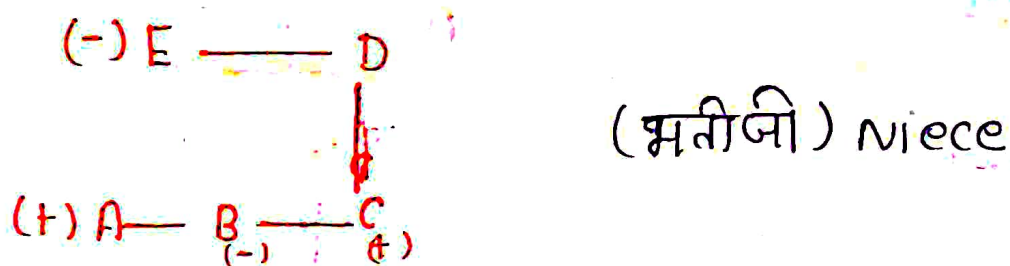 (-) E — D
(भतीजी) Niece
(+) A — B — C
(-) (+)